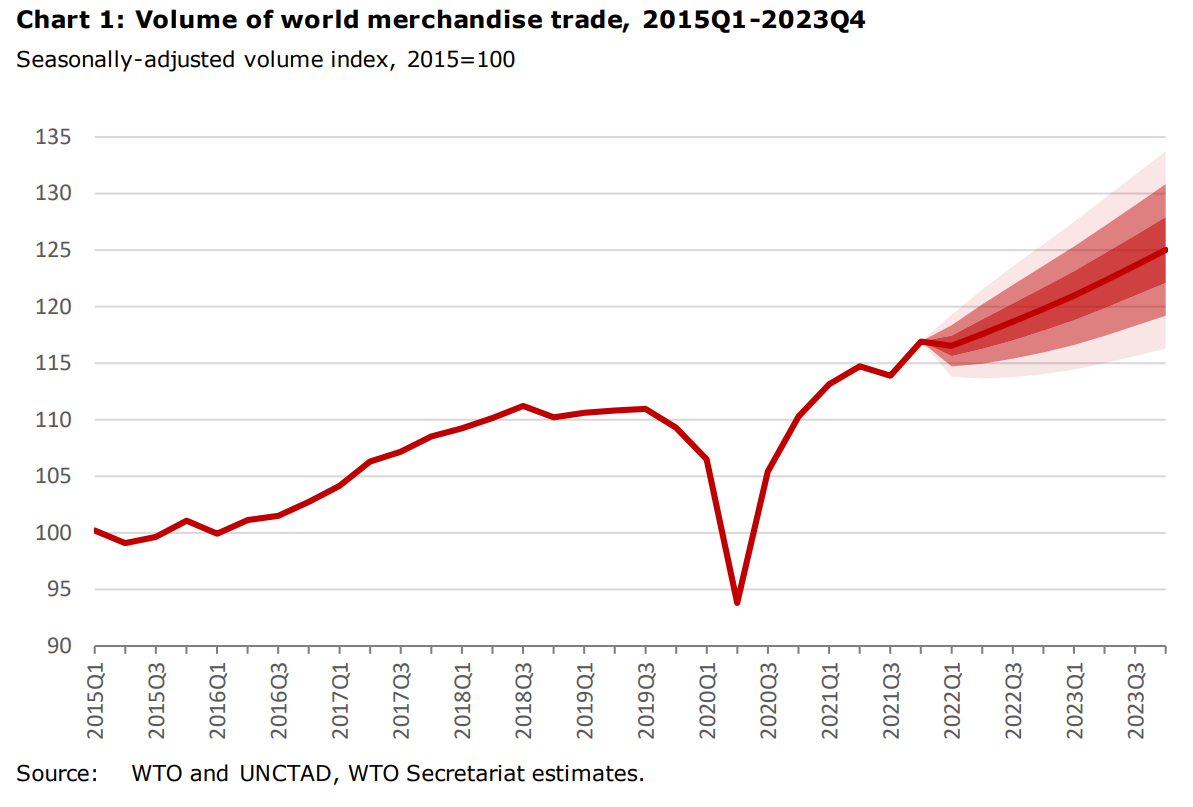 Chart 1: Volume of world merchandise trade, 2015Q1-2023Q4
Seasonally-adjusted volume index, 2015=100
135
130
125
120
115
110
105
100
95
90
2015Q1
2015Q3
2016Q1
2016Q3
2017Q1
2017Q3
2018Q1
2018Q3
2019Q1
2019Q3
2020Q1
2020Q3
2021Q1
2021Q3
2022Q1
2022Q3
2023Q1
2023Q3
Source: WTO and UNCTAD, WTO Secretariat estimates.